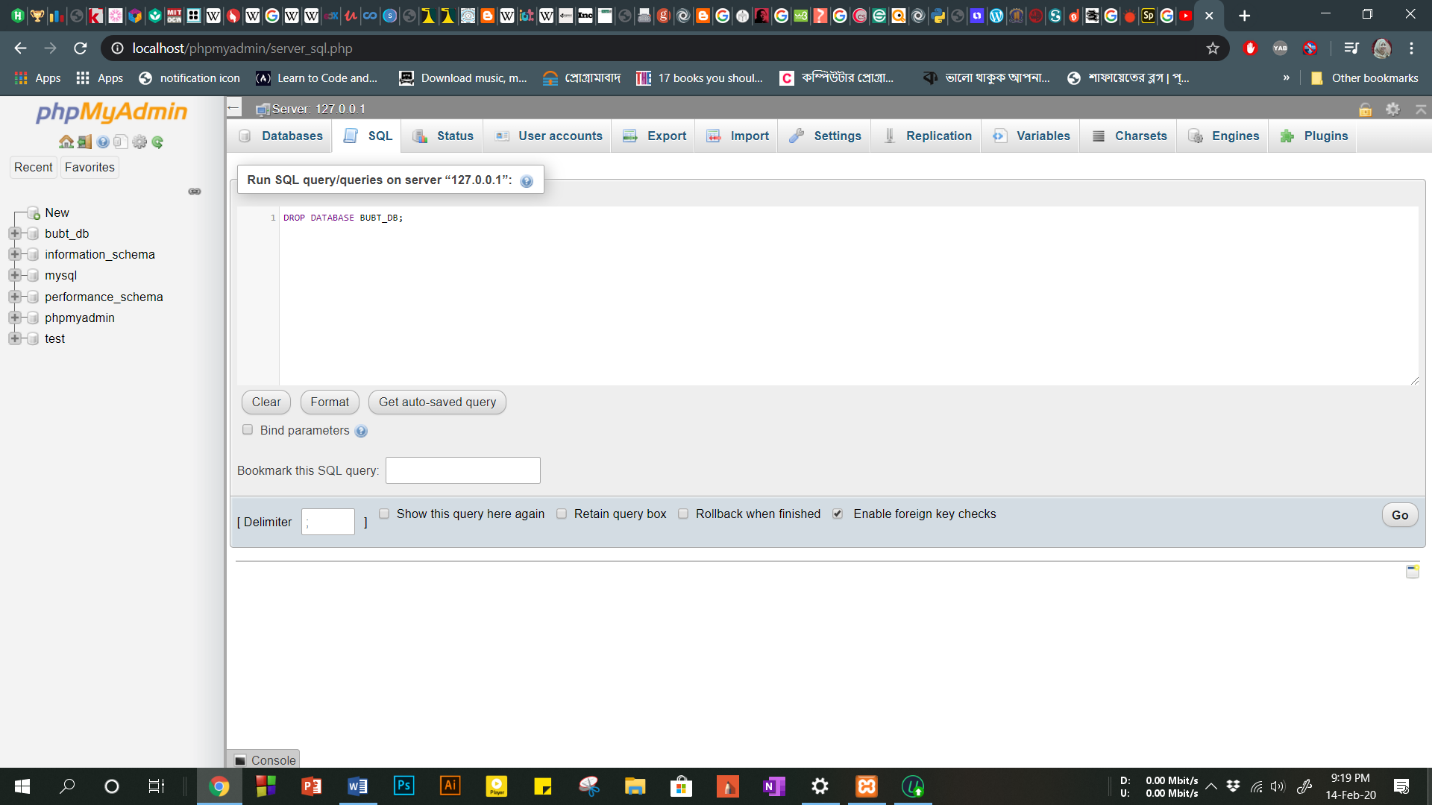 localhost/phpmyadmin/server_sql.php
Apps
Apps
notification icon
Learn to Code and...
Download music, m...
প্রোগ্রামাবাদ
17 books you shoul...
কম্পিউটার প্রোগ্রা...
ভালো থাকুক আপনা...
শাফায়েতের ব্লগ | প্...
»
Other bookmarks
phpMyAdmin
Recent
Favorites
New
bubt_db
information_schema
mysql
performance_schema
phpmyadmin
test
Server: 127.0.0.1
Databases
SQL
Status
User accounts
Export
Import
Settings
Replication
Variables
Charsets
Engines
Plugins
Run SQL query/queries on server “127.0.0.1”:
1 DROP DATABASE BUBT_DB;
Clear
Format
Get auto-saved query
Bind parameters
Bookmark this SQL query:
[ Delimiter ; ]
Show this query here again
Retain query box
Rollback when finished
Enable foreign key checks
Go
Console
D: 0.00 Mbit/s
U: 0.00 Mbit/s
9:19 PM
14-Feb-20